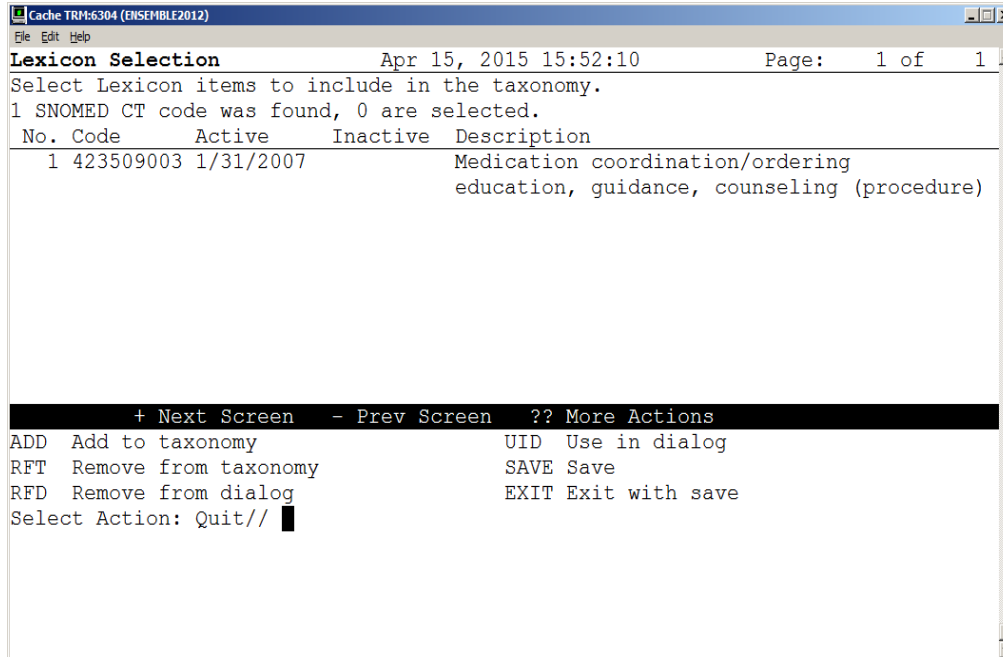 Cache TRM:6304 (ENSEMBLE2012)
File Edit Help
Lexicon Selection Apr 15, 2015 15:52:10 Page: 1 of 1
Select Lexicon items to include in the taxonomy.
1 SNOMED CT code was found, 0 are selected.
No. Code Active Inactive Description
1 423509003 1/31/2007 Medication coordination/ordering
education, guidance, counseling (procedure)
+ Next Screen - Prev Screen ?? More Actions
ADD Add to taxonomy UID Use in dialog
RFT Remove from taxonomy SAVE Save
RFD Remove from dialog EXIT Exit with save
Select Action: Quit//